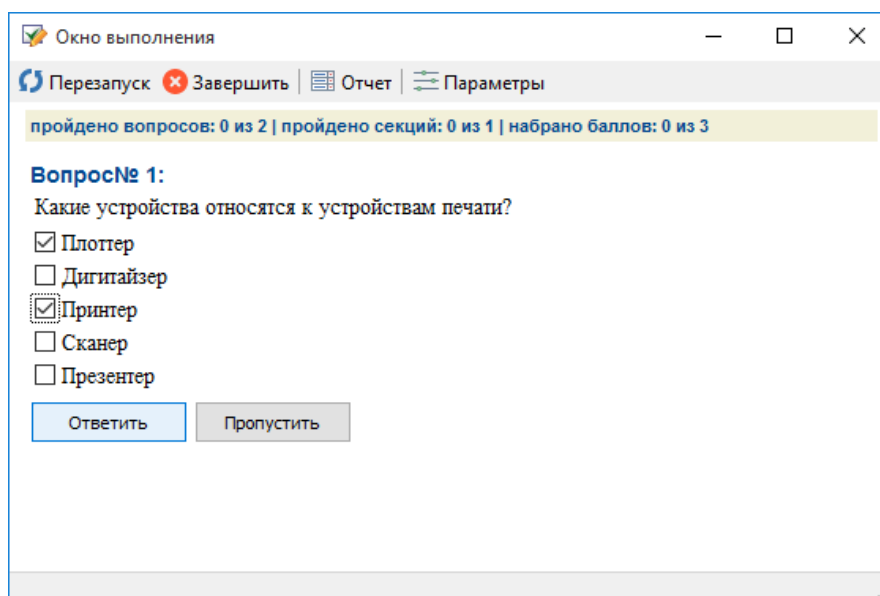 Окно выполнения
Перезапуск Завершить Отчет Параметры
пройдено вопросов: 0 из 2 | пройдено секций: 0 из 1 | набрано баллов: 0 из 3
Вопрос№ 1:
Какие устройства относятся к устройствам печати?
Плоттер
Дигитайзер
Принтер
Сканер
Презентер
Ответить Пропустить